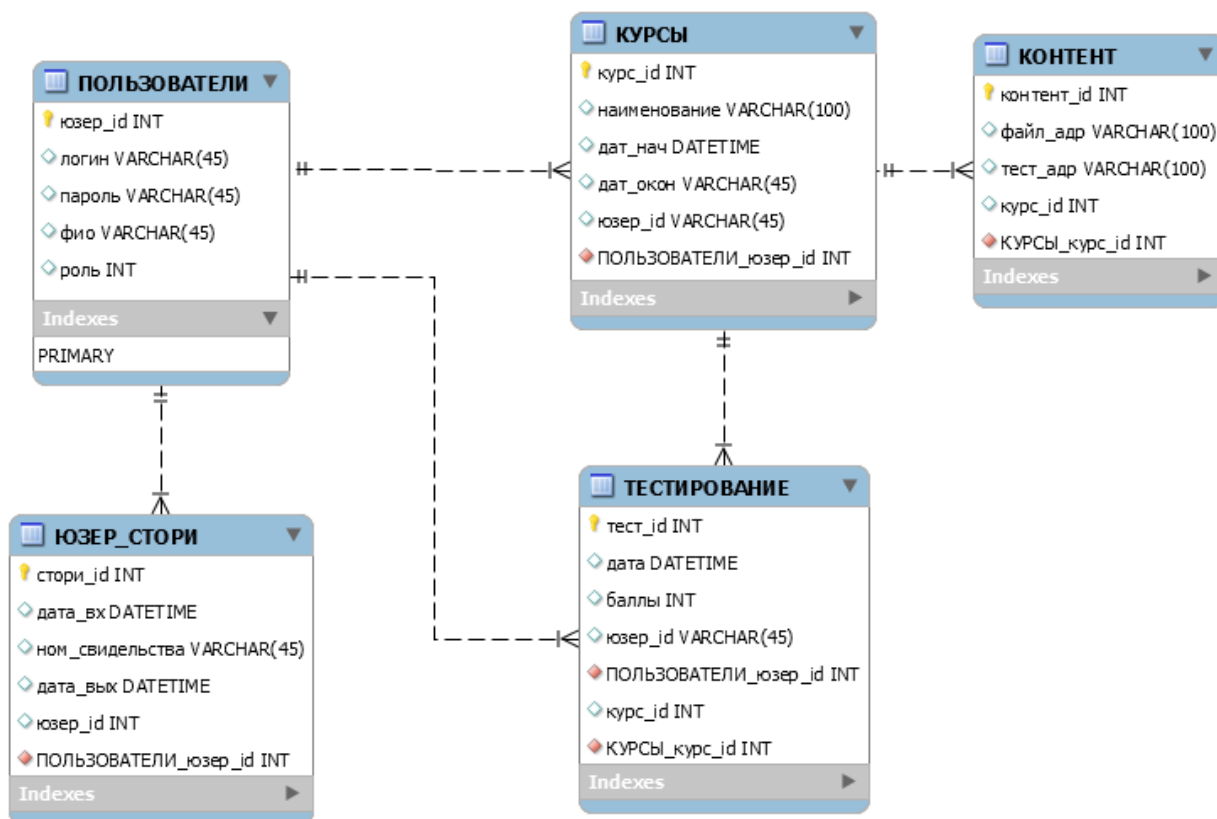 ПОЛЬЗОВАТЕЛИ
юзер_id INT
логин VARCHAR(45)
пароль VARCHAR(45)
фио VARCHAR(45)
роль INT
Indexes
PRIMARY
КУРСЫ
курс_id INT
наименование VARCHAR(100)
дат_нач DATETIME
дат_окон VARCHAR(45)
юзер_id VARCHAR(45)
ПОЛЬЗОВАТЕЛИ_юзер_id INT
Indexes
КОНТЕНТ
контент_id INT
файл_адр VARCHAR(100)
тест_адр VARCHAR(100)
курс_id INT
КУРСЫ_курс_id INT
Indexes
ЮЗЕР_СТОРИ
стори_id INT
дата_вх DATETIME
ном_свидельства VARCHAR(45)
дата_вых DATETIME
юзер_id INT
ПОЛЬЗОВАТЕЛИ_юзер_id INT
Indexes
ТЕСТИРОВАНИЕ
тест_id INT
дата DATETIME
баллы INT
юзер_id VARCHAR(45)
ПОЛЬЗОВАТЕЛИ_юзер_id INT
курс_id INT
КУРСЫ_курс_id INT
Indexes